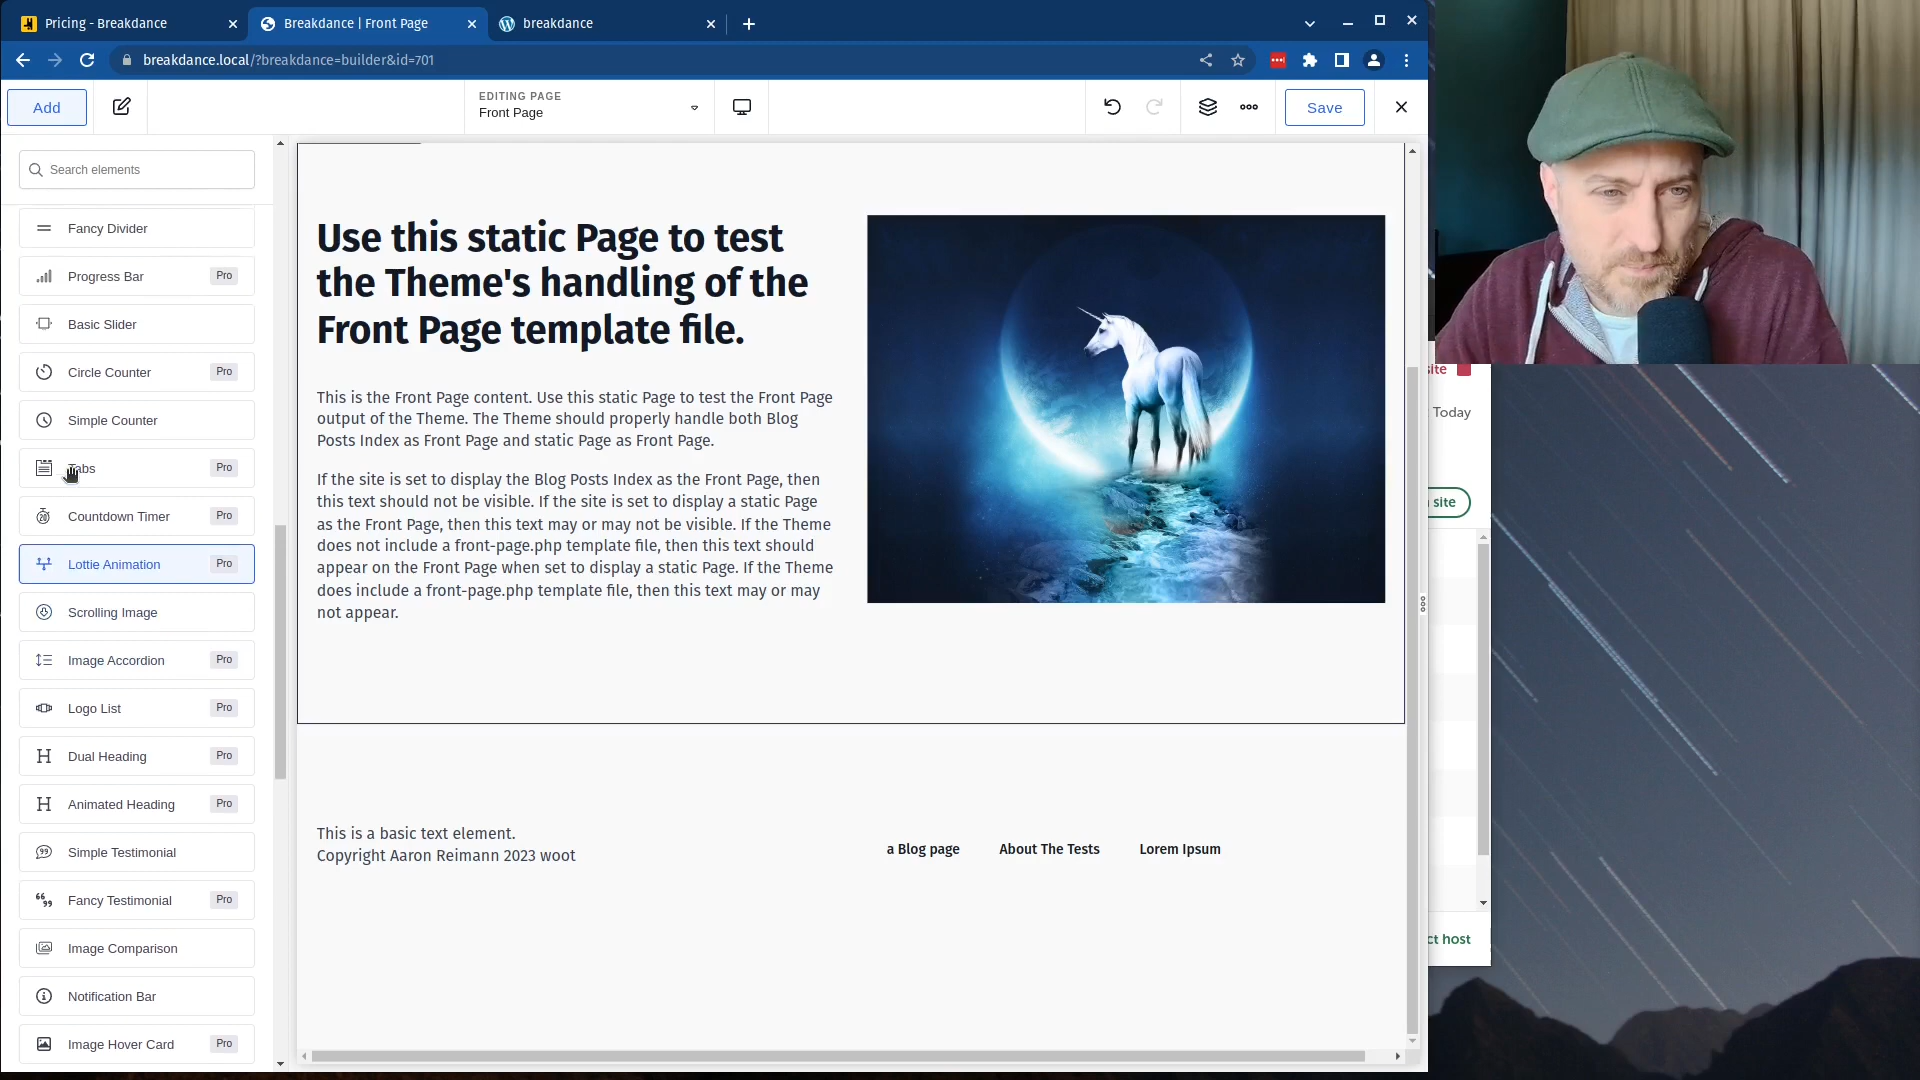 Pricing - Breakdance
Breakdance | Front Page
breakdance
breakdance.local/?breakdance=builder&id=701
Add
EDITING PAGE
Front Page
Save
Search elements
Fancy Divider
Progress Bar Pro
Basic Slider
Circle Counter Pro
Simple Counter
Tabs Pro
Countdown Timer Pro
Lottie Animation Pro
Scrolling Image
Image Accordion Pro
Logo List Pro
Dual Heading Pro
Animated Heading Pro
Simple Testimonial
Fancy Testimonial Pro
Image Comparison
Notification Bar
Image Hover Card Pro
Use this static Page to test
the Theme's handling of the
Front Page template file.
This is the Front Page content. Use this static Page to test the Front Page
output of the Theme. The Theme should properly handle both Blog
Posts Index as Front Page and static Page as Front Page.
If the site is set to display the Blog Posts Index as the Front Page, then
this text should not be visible. If the site is set to display a static Page
as the Front Page, then this text may or may not be visible. If the Theme
does not include a front-page.php template file, then this text should
appear on the Front Page when set to display a static Page. If the Theme
does include a front-page.php template file, then this text may or may
not appear.
This is a basic text element.
Copyright Aaron Reimann 2023 woot
a Blog page
About The Tests
Lorem Ipsum
site
Today
site
ct host